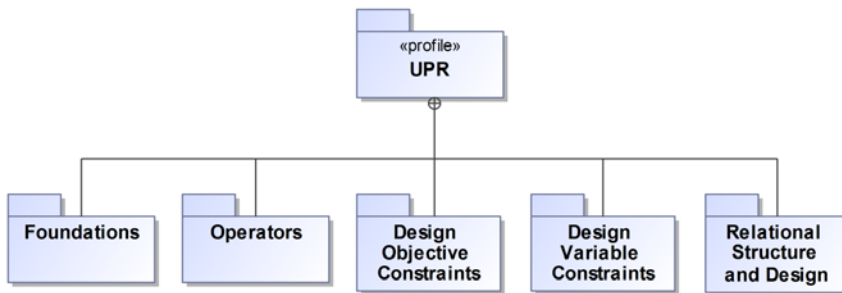 «profile»
UPR
Foundations
Operators
Design
Objective
Constraints
Design
Variable
Constraints
Relational
Structure
and Design